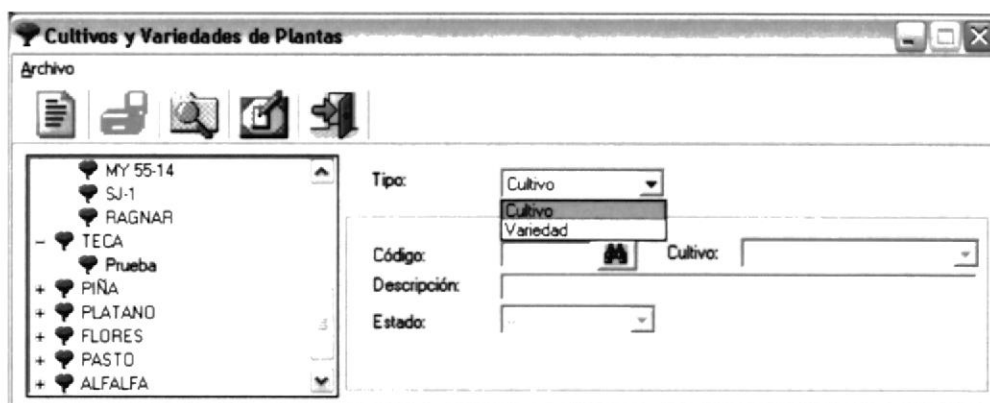 Cultivos y Variedades de Plantas
Archivo
MY 55-14
SJ-1
RAGNAR
- TECA
Prueba
+ PIÑA
+ PLATANO
+ FLORES
+ PASTO
+ ALFALFA
Tipo: Cultivo
Cultivo
Variedad
Código: Cultivo:
Descripción:
Estado: